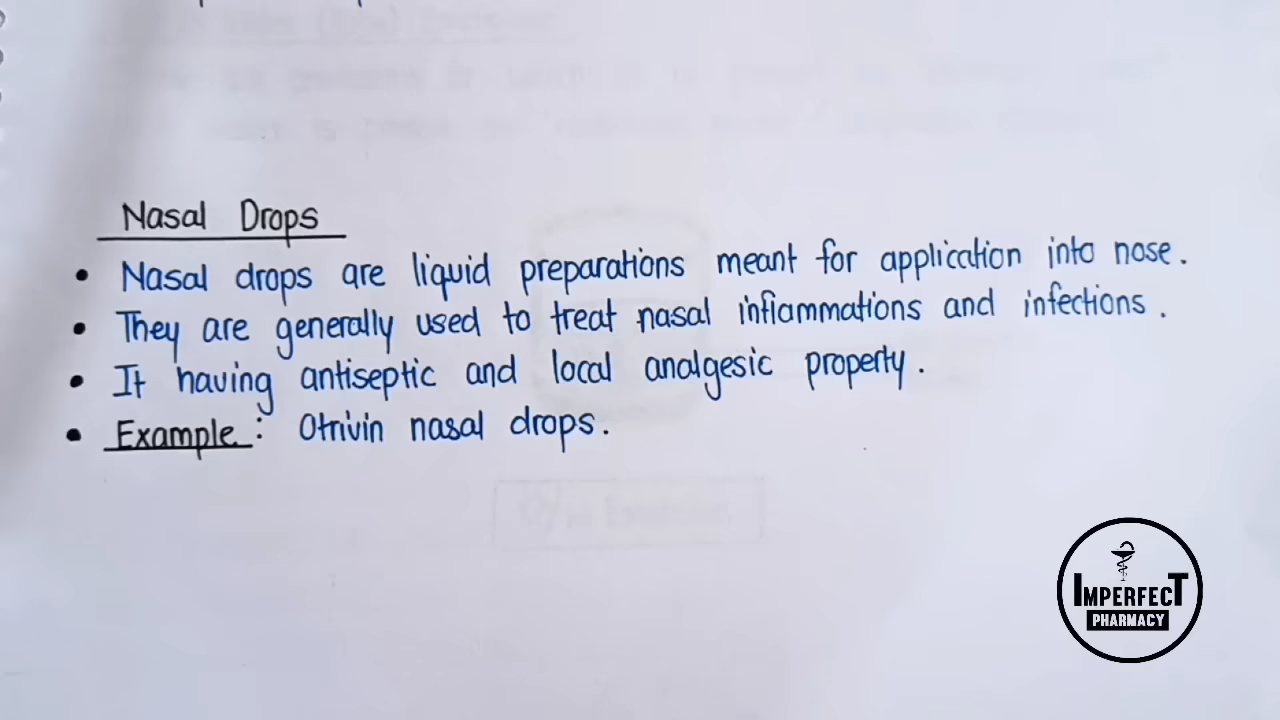 Nasal Drops
• Nasal drops are liquid preparations meant for application into nose.
• They are generally used to treat nasal inflammations and infections.
• It having antiseptic and local analgesic property.
• Example: Otrivin nasal drops.
IMPERFECT
PHARMACY